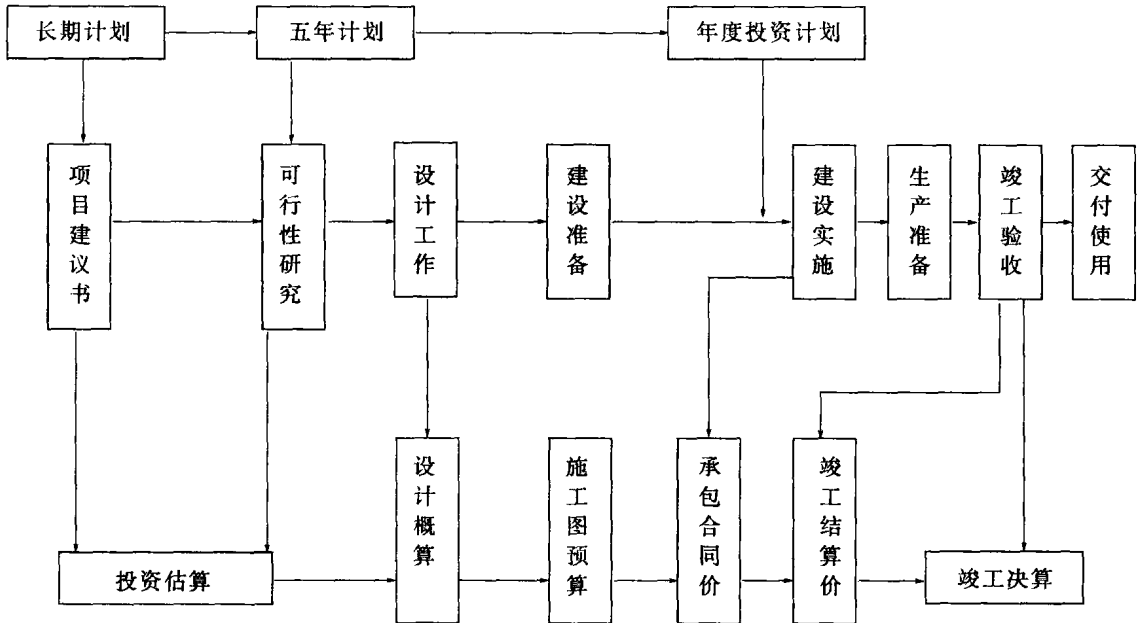 长期计划
五年计划
年度投资计划
项目建议书
可行性研究
设计工作
建设准备
建设实施
生产准备
竣工验收
交付使用
投资估算
设计概算
施工图预算
承包合同价
竣工结算价
竣工决算